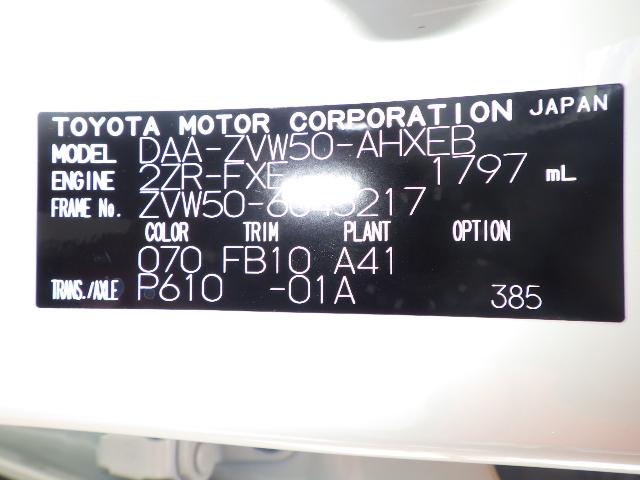 TOYOTA MOTOR CORPORATION JAPAN
MODEL DAA-ZVW50-AHXEB
ENGINE 2ZR-FXE 1797 mL
FRAME No.
COLOR TRIM PLANT OPTION
070 FB10 A41
TRANS./AXLE P610 -01A 385